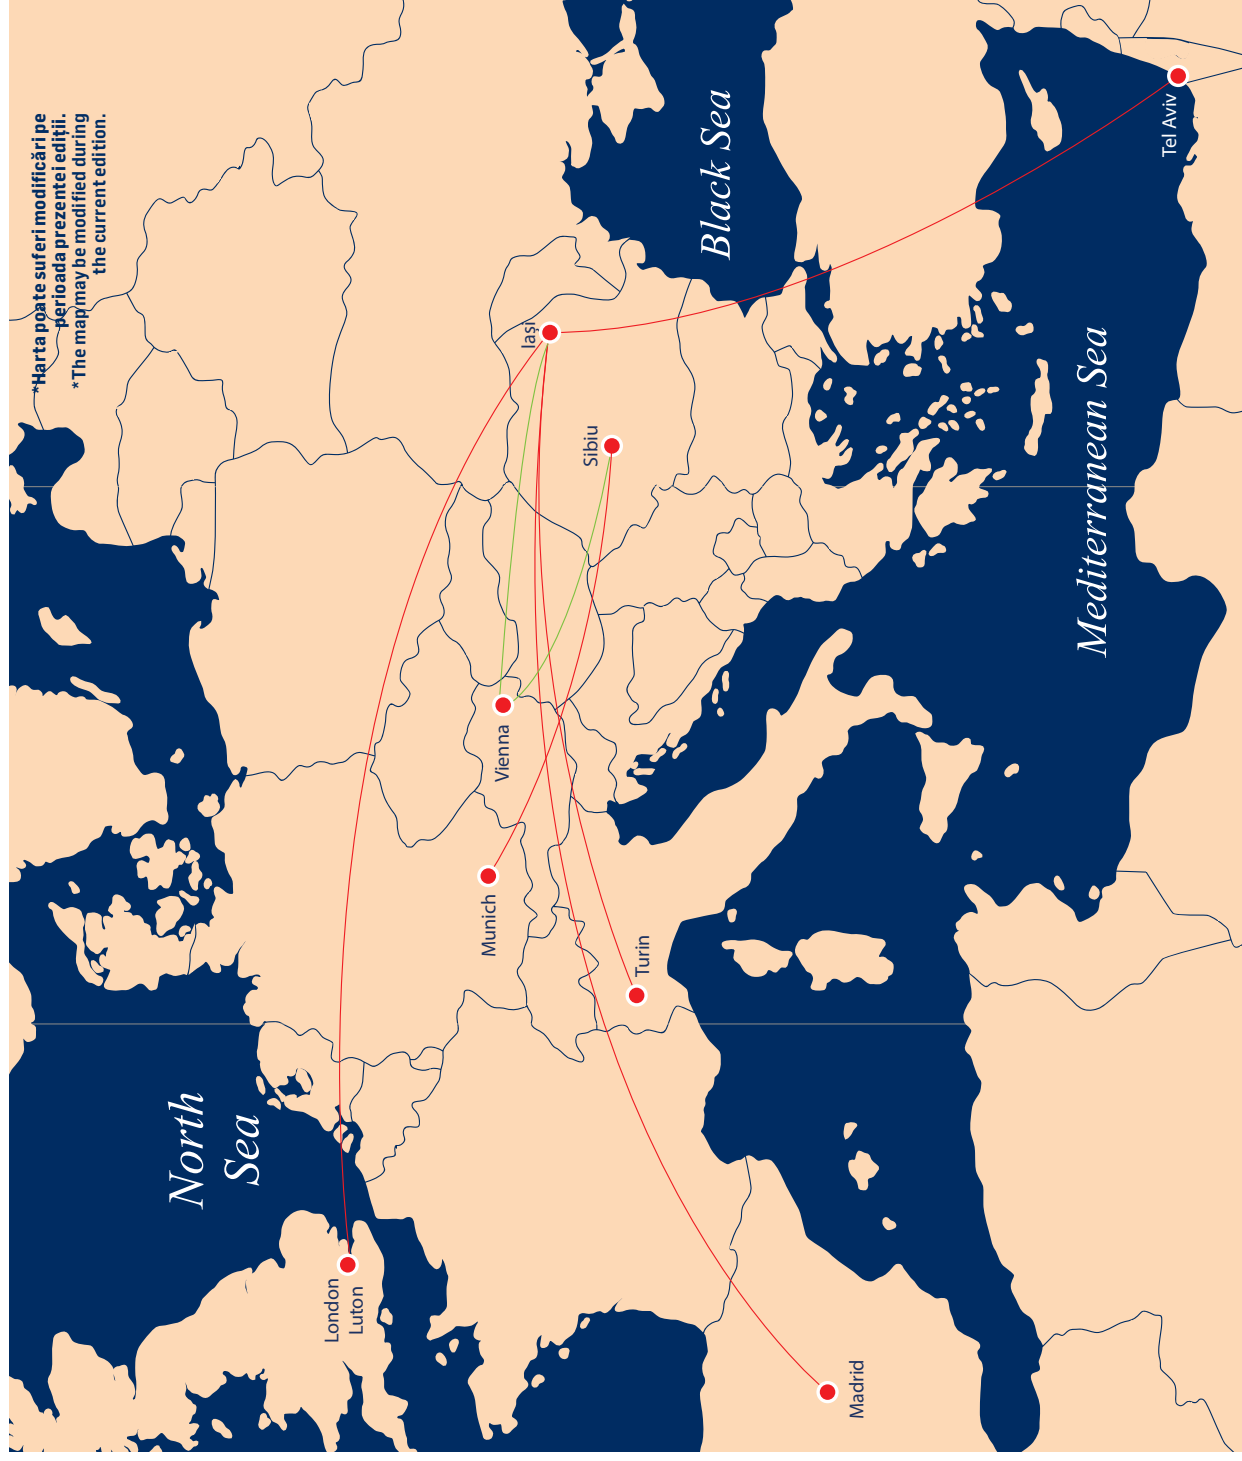 *Harta poate suferi modificări pe
perioada prezentei ediții.
*The map may be modified during
the current edition.
North
Sea
London
Luton
Munich
Vienna
Iași
Sibiu
Turin
Madrid
Black Sea
Mediterranean Sea
Tel Aviv